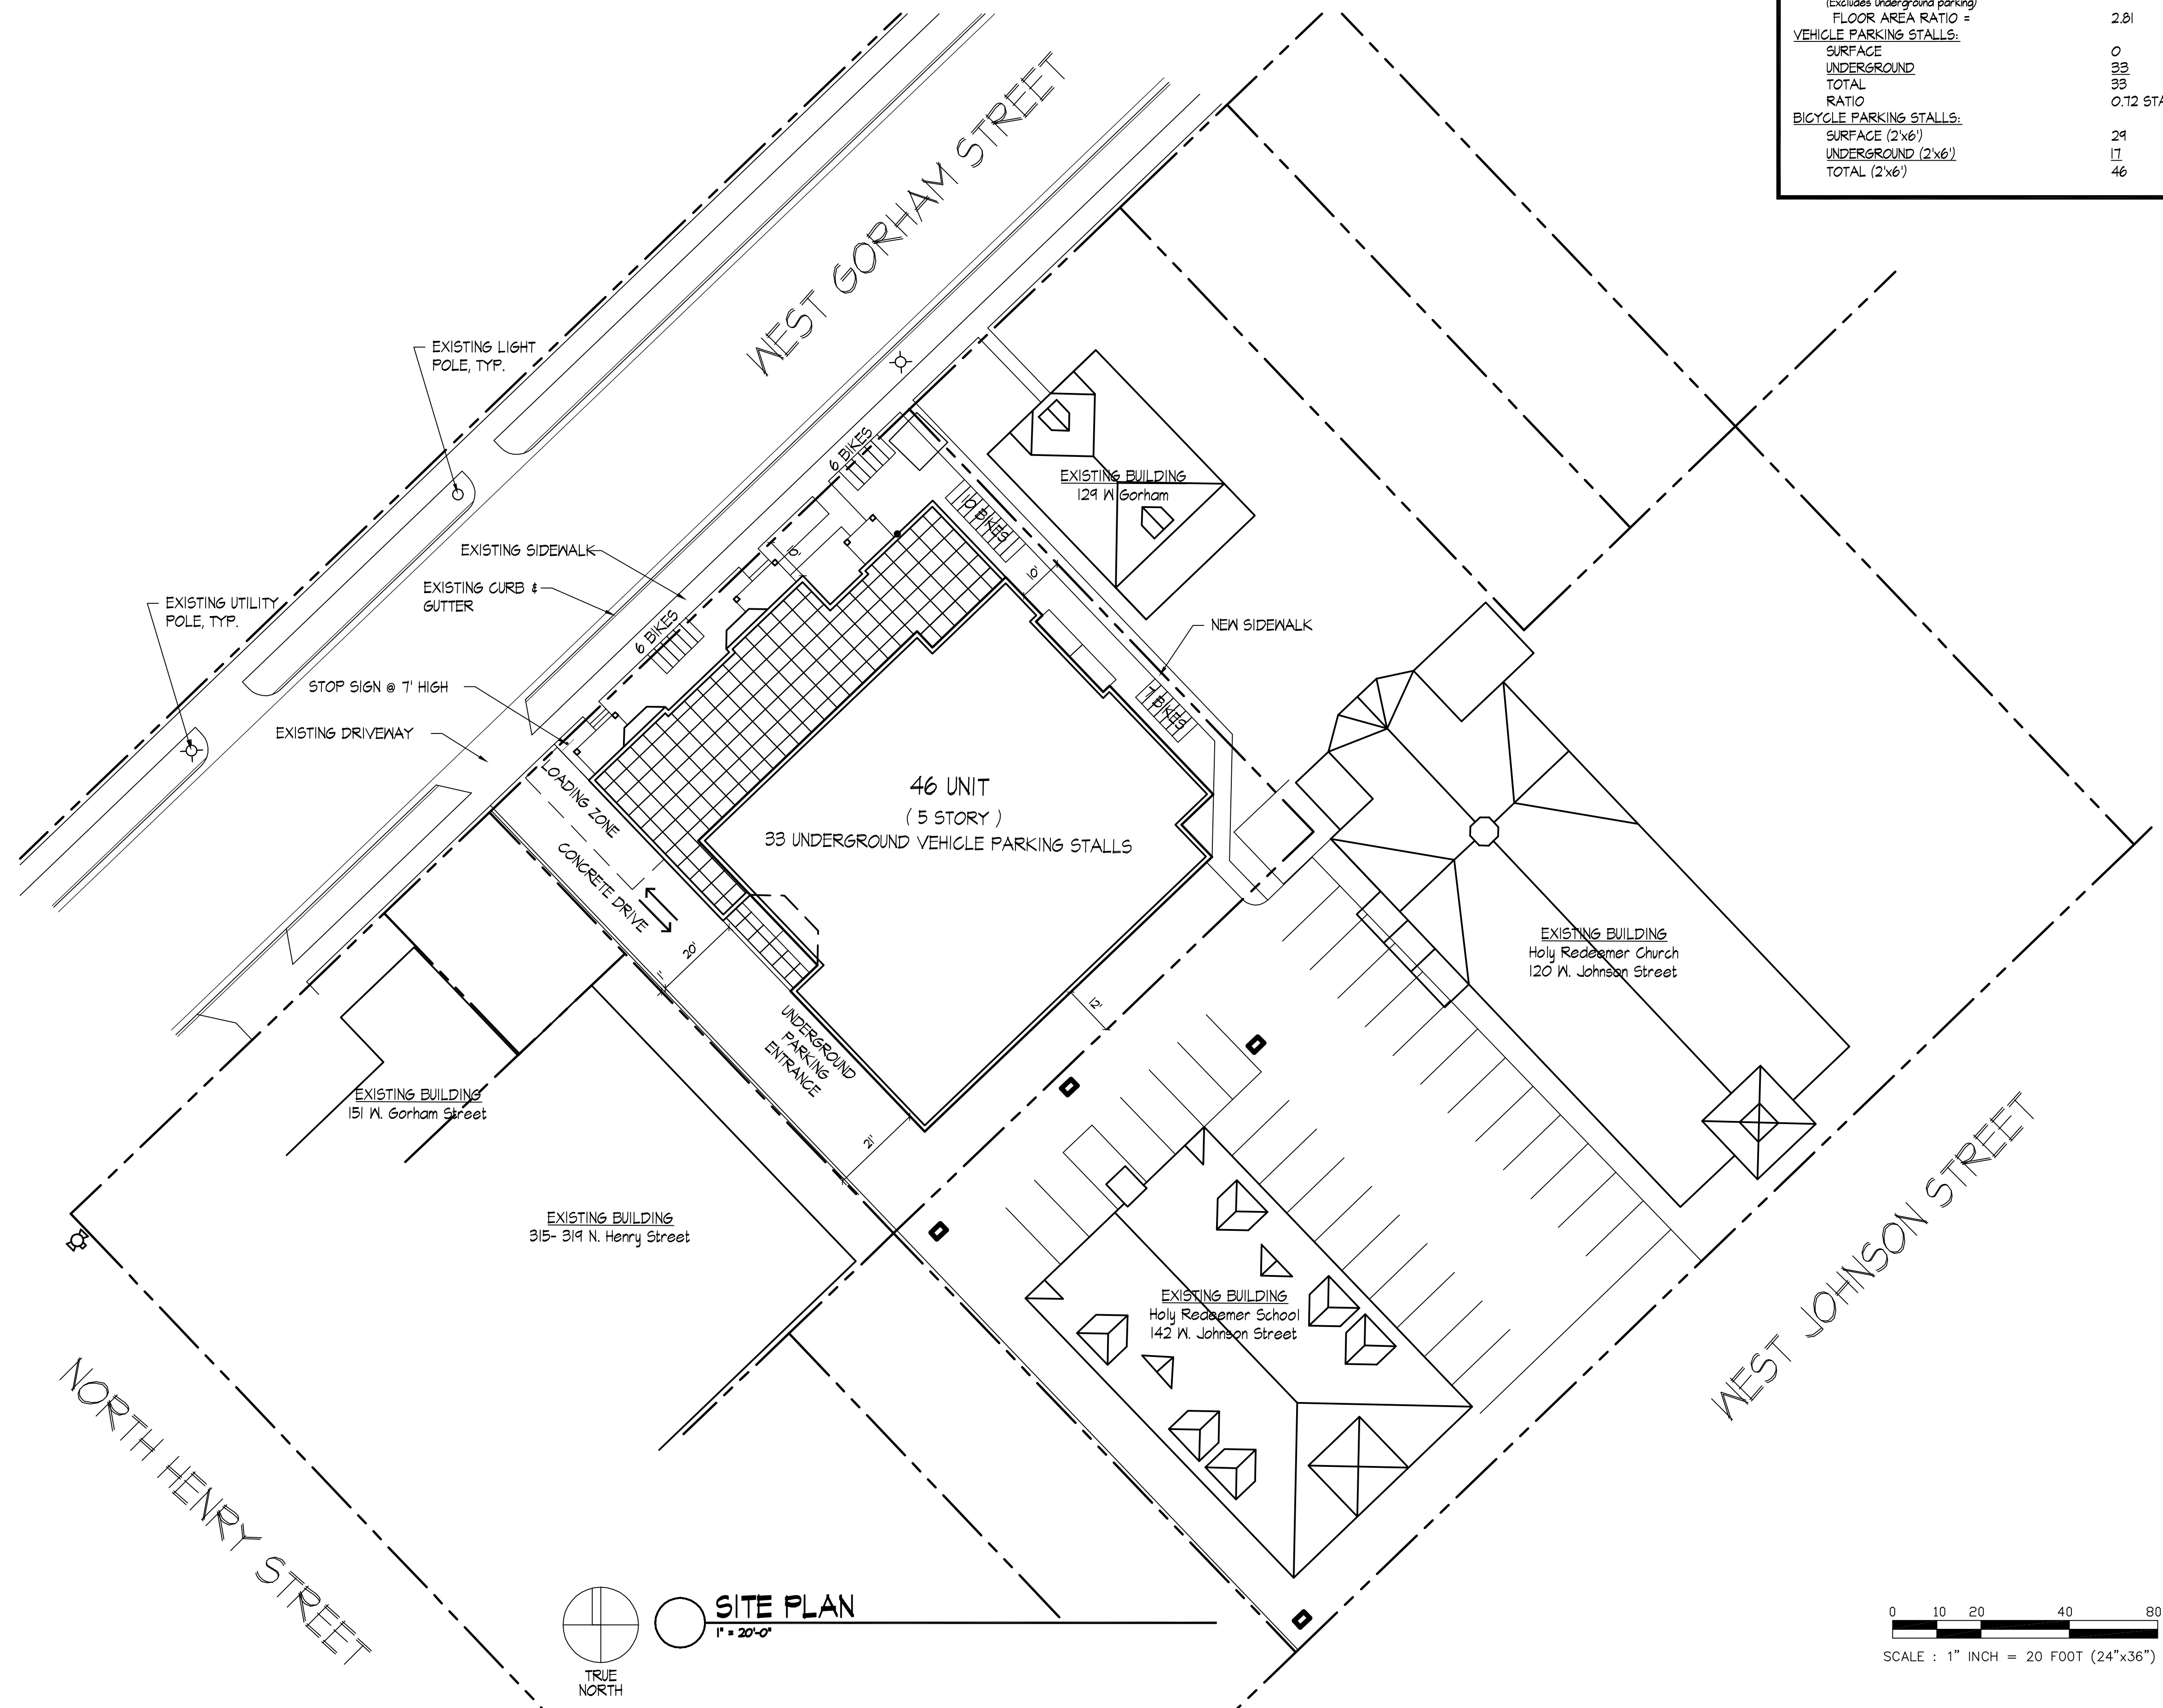 (Excludes underground parking)
FLOOR AREA RATIO = 2.81
VEHICLE PARKING STALLS:
SURFACE 0
UNDERGROUND 33
TOTAL 33
RATIO 0.72
BICYCLE PARKING STALLS:
SURFACE (2'x6') 29
UNDERGROUND (2'x6') 17
TOTAL (2'x6') 46
WEST GORHAM STREET
EXISTING LIGHT
POLE, TYP.
6 BIKES
EXISTING BUILDING
129 W Gorham
10 BIKES
EXISTING SIDEWALK
10'
10'
EXISTING CURB &
GUTTER
EXISTING UTILITY
POLE, TYP.
6 BIKES
NEW SIDEWALK
STOP SIGN @ 7' HIGH
7 BIKES
EXISTING DRIVEWAY
LOADING ZONE
46 UNIT
( 5 STORY )
33 UNDERGROUND VEHICLE PARKING STALLS
CONCRETE DRIVE
20'
1'
EXISTING BUILDING
Holy Redeemer Church
120 W. Johnson Street
12'
UNDERGROUND
PARKING
ENTRANCE
EXISTING BUILDING
151 W. Gorham Street
21'
EXISTING BUILDING
315- 319 N. Henry Street
EXISTING BUILDING
Holy Redeemer School
142 W. Johnson Street
WEST JOHNSON STREET
NORTH HENRY STREET
SITE PLAN
1" = 20'-0"
TRUE
NORTH
0 10 20 40 80
SCALE : 1" INCH = 20 FOOT (24"x36")